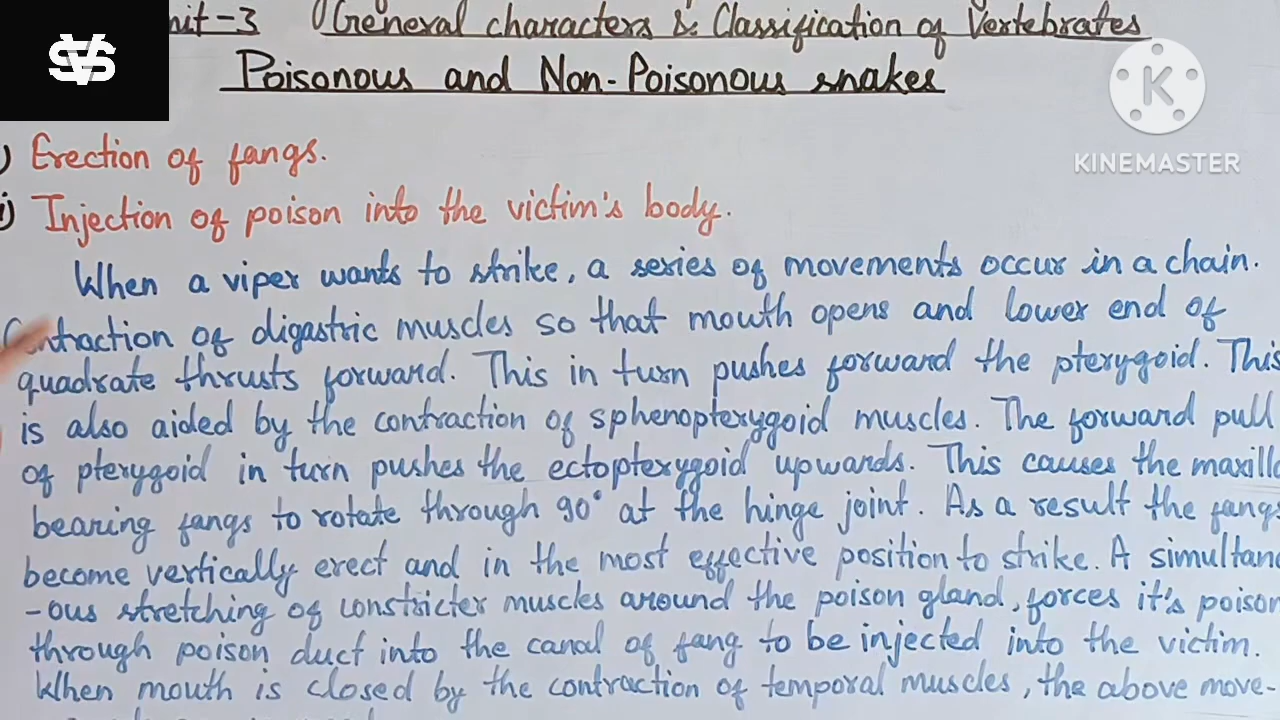 nit-3 General characters & Classification of Vertebrates
Poisonous and Non-Poisonous snakes
SVS
K
KINEMASTER
) Erection of fangs.
i) Injection of poison into the victim's body.
When a viper wants to strike, a series of movements occur in a chain.
Contraction of digastric muscles so that mouth opens and lower end of
quadrate thrusts forward. This in turn pushes forward the pterygoid. This
is also aided by the contraction of sphenopterygoid muscles. The forward pull
of pterygoid in turn pushes the ectopterygoid upwards. This causes the maxilla
bearing fangs to rotate through 90° at the hinge joint. As a result the fangs
become vertically erect and in the most effective position to strike. A simultan
-ous stretching of constricter muscles around the poison gland, forces it's poison
through poison duct into the canal of fang to be injected into the victim.
When mouth is closed by the contraction of temporal muscles, the above move-